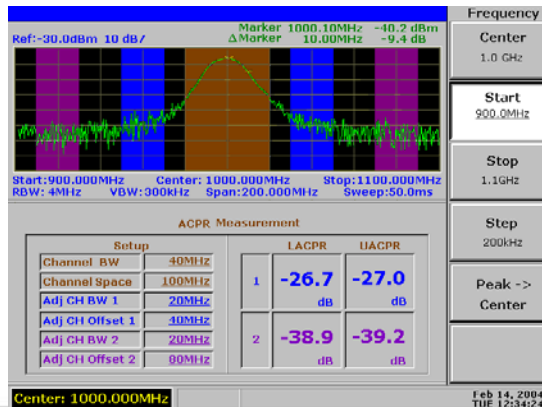 Frequency
Marker 1000.10MHz -40.2 dBm
Ref:-30.0dBm 10 dB/ ΔMarker 10.00MHz -9.4 dB
Center
1.0 GHz
Start
900.0MHz
Stop
1.1GHz
Start:900.000MHz Center: 1000.000MHz Stop:1100.000MHz
RBW: 4MHz VBW:300kHz Span:200.000MHz Sweep:50.0ms
Step
200kHz
ACPR Measurement
Setup LACPR UACPR
Channel BW 40MHz
Channel Space 100MHz
Adj CH BW 1 20MHz
Adj CH Offset 1 40MHz
Adj CH BW 2 20MHz
Adj CH Offset 2 80MHz
1 -26.7 dB -27.0 dB
2 -38.9 dB -39.2 dB
Peak ->
Center
Center: 1000.000MHz
Feb 14, 2004
TUE 12:34:24